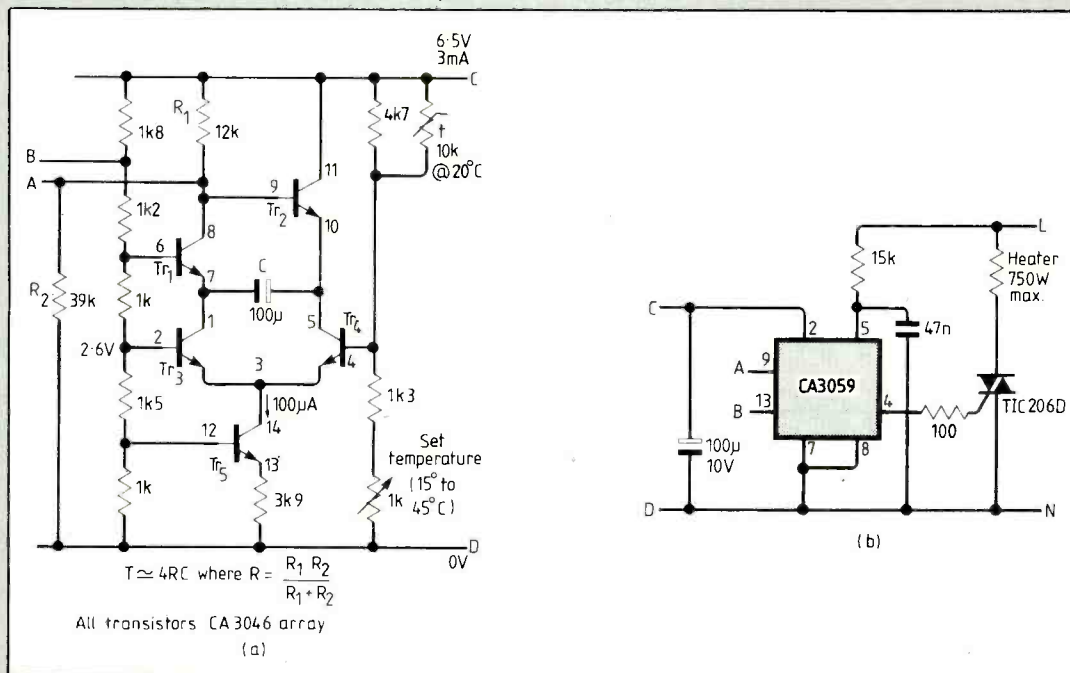 6.5V
3mA
C
R1
4k7
1k8
12k
t
10k
@20°C
B
A
11
9
Tr2
1k2
8
10
6
Tr1
7
C
R2
39k
1k
100μ
1
5
Tr4
2.6V
2
4
Tr3
3
1k5
100μA
1k3
14
12
Tr5
13
Set
temperature
(15° to
45°C)
1k
1k
3k9
D
0V
T≃4RC where R = R1 R2 / R1 + R2
All transistors CA3046 array
(a)
L
15k
Heater
750W
max.
C
2
5
47n
A
9
CA3059
B
13
4
TIC206D
100
100μ
10V
7
8
D
N
(b)